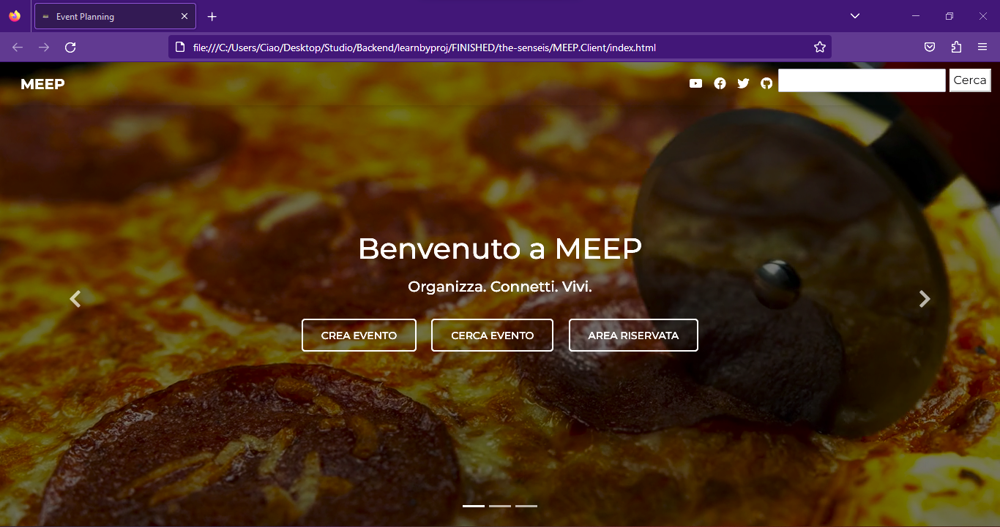 Event Planning
file:///C:/Users/Ciao/Desktop/Studio/Backend/learnbyproj/FINISHED/the-senseis/MEEP.Client/index.html
MEEP
Cerca
Benvenuto a MEEP
Organizza. Connetti. Vivi.
CREA EVENTO
CERCA EVENTO
AREA RISERVATA